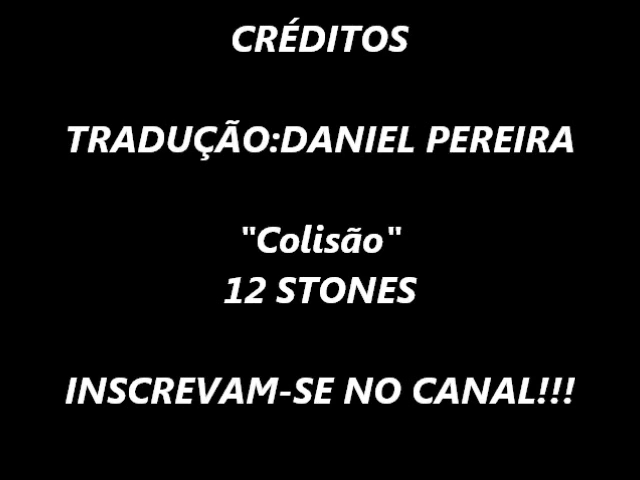 CRÉDITOS
TRADUÇÃO:DANIEL PEREIRA
"Colisão"
12 STONES
INSCREVAM-SE NO CANAL!!!